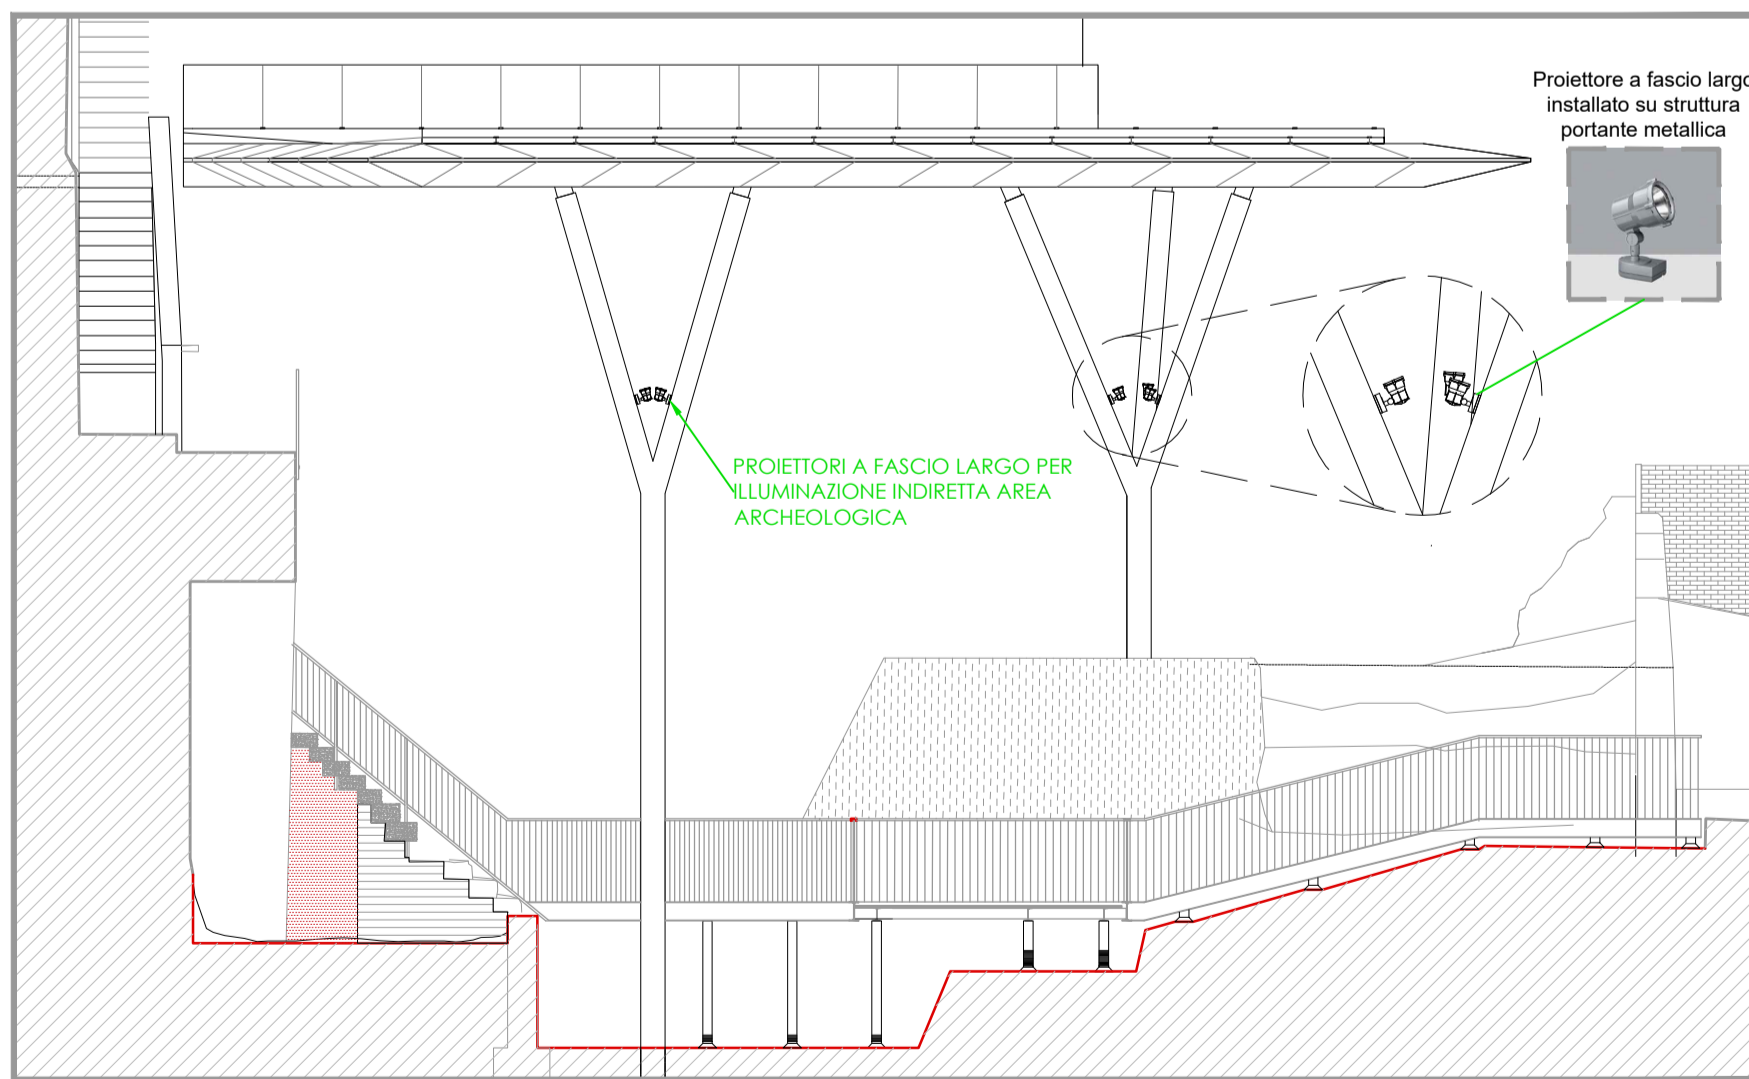 Proiettore a fascio largo
installato su struttura
portante metallica
PROIETTORI A FASCIO LARGO PER
ILLUMINAZIONE INDIRETTA AREA
ARCHEOLOGICA